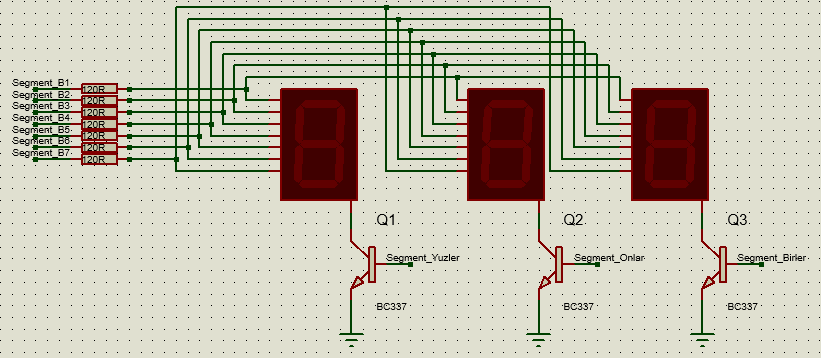 Segment_B1
120R
Segment_B2
120R
Segment_B3
120R
Segment_B4
120R
Segment_B5
120R
Segment_B6
120R
Segment_B7
120R
Q1
Q2
Q3
Segment_Yuzler
Segment_Onlar
Segment_Birler
BC337
BC337
BC337